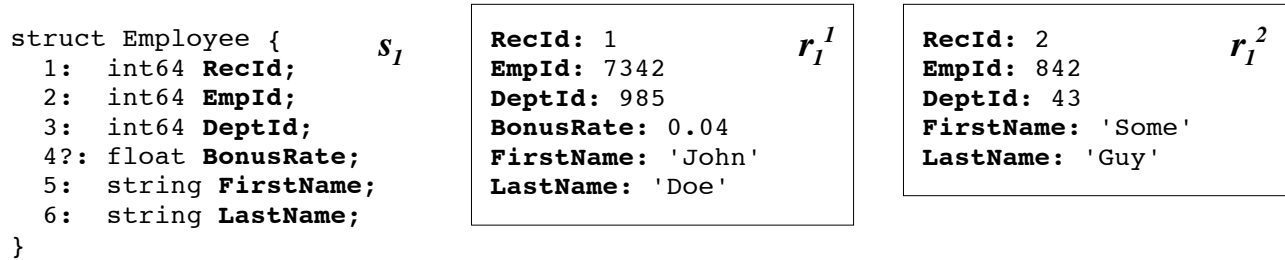 struct Employee {
1: int64 RecId;
2: int64 EmpId;
3: int64 DeptId;
4?: float BonusRate;
5: string FirstName;
6: string LastName;
}
s1
RecId: 1
EmpId: 7342
DeptId: 985
BonusRate: 0.04
FirstName: 'John'
LastName: 'Doe'
r1 1
RecId: 2
EmpId: 842
DeptId: 43
FirstName: 'Some'
LastName: 'Guy'
r1 2